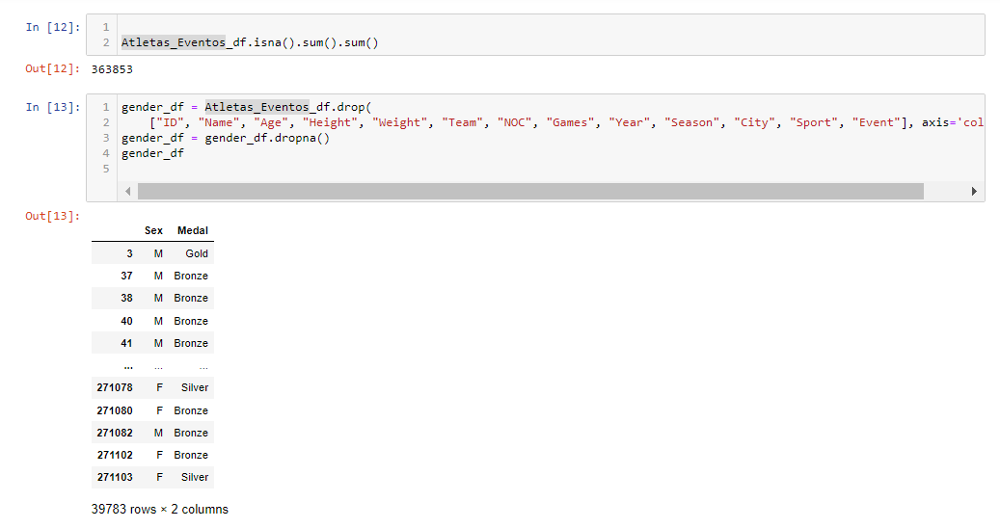 In [12]:
1
2 Atletas_Eventos_df.isna().sum().sum()
Out[12]: 363853
In [13]:
1 gender_df = Atletas_Eventos_df.drop(
2 ["ID", "Name", "Age", "Height", "Weight", "Team", "NOC", "Games", "Year", "Season", "City", "Sport", "Event"], axis='col
3 gender_df = gender_df.dropna()
4 gender_df
5
Out[13]:
Sex Medal
3 M Gold
37 M Bronze
38 M Bronze
40 M Bronze
41 M Bronze
... ... ...
271078 F Silver
271080 F Bronze
271082 M Bronze
271102 F Bronze
271103 F Silver
39783 rows × 2 columns